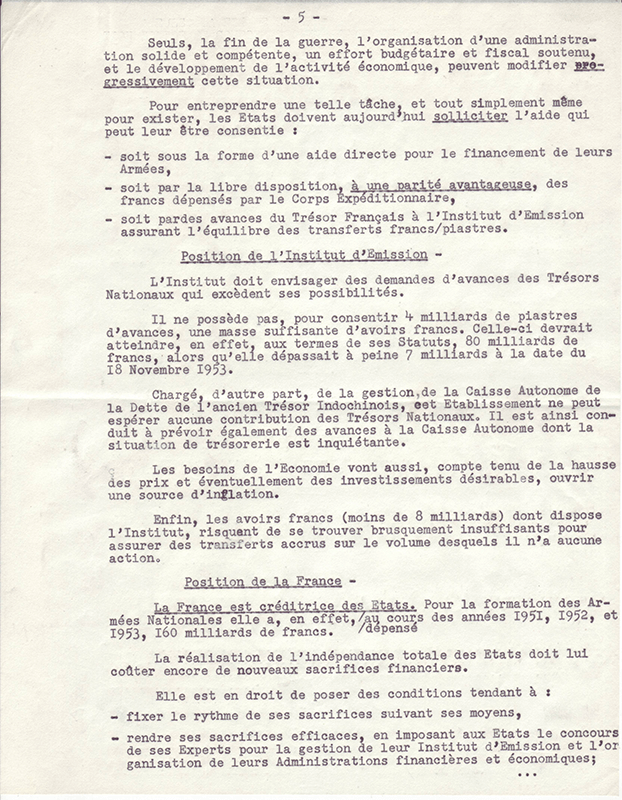 - 5 -
Seuls, la fin de la guerre, l'organisation d'une administra-
tion solide et compétente, un effort budgétaire et fiscal soutenu,
et le développement de l'activité économique, peuvent modifier pro-
gressivement cette situation.
Pour entreprendre une telle tâche, et tout simplement même
pour exister, les Etats doivent aujourd'hui solliciter l'aide qui
peut leur être consentie :
- soit sous la forme d'une aide directe pour le financement de leurs
Armées,
- soit par la libre disposition, à une parité avantageuse, des
francs dépensés par le Corps Expéditionnaire,
- soit pardes avances du Trésor Français à l'Institut d'Emission
assurant l'équilibre des transferts francs/piastres.
Position de l'Institut d'Emission -
L'Institut doit envisager des demandes d'avances des Trésors
Nationaux qui excèdent ses possibilités.
Il ne possède pas, pour consentir 4 milliards de piastres
d'avances, une masse suffisante d'avoirs francs. Celle-ci devrait
atteindre, en effet, aux termes de ses Statuts, 80 milliards de
francs, alors qu'elle dépassait à peine 7 milliards à la date du
I8 Novembre I953.
Chargé, d'autre part, de la gestion de la Caisse Autonome de
la Dette de l'ancien Trésor Indochinois, cet Etablissement ne peut
espérer aucune contribution des Trésors Nationaux. Il est ainsi con-
duit à prévoir également des avances à la Caisse Autonome dont la
situation de trésorerie est inquiétante.
Les besoins de l'Economie vont aussi, compte tenu de la hausse
des prix et éventuellement des investissements désirables, ouvrir
une source d'inflation.
Enfin, les avoirs francs (moins de 8 milliards) dont dispose
l'Institut, risquent de se trouver brusquement insuffisants pour
assurer des transferts accrus sur le volume desquels il n'a aucune
action.
Position de la France -
La France est créditrice des Etats. Pour la formation des Ar-
mées Nationales elle a, en effet,/au cours des années I951, I952, et
I953, I60 milliards de francs. /dépensé
La réalisation de l'indépendance totale des Etats doit lui
coûter encore de nouveaux sacrifices financiers.
Elle est en droit de poser des conditions tendant à :
- fixer le rythme de ses sacrifices suivant ses moyens,
- rendre ses sacrifices efficaces, en imposant aux Etats le concours
de ses Experts pour la gestion de leur Institut d'Emission et l'or
ganisation de leurs Administrations financières et économiques;
...